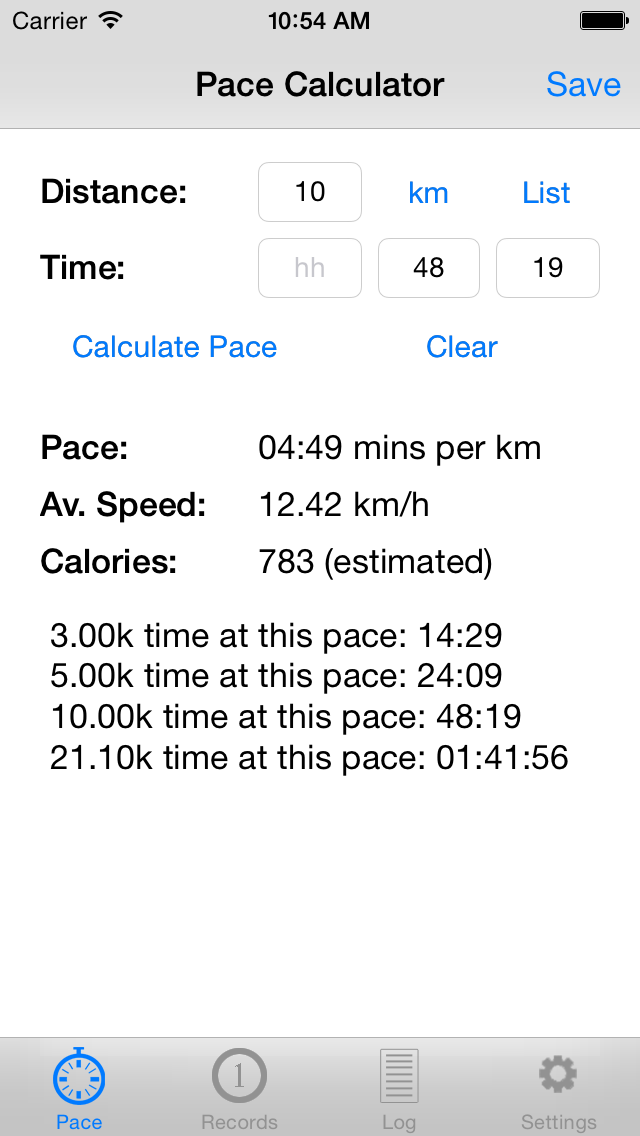 Carrier 10:54 AM
Pace Calculator Save
Distance: 10 km List
Time: hh 48 19
Calculate Pace Clear
Pace: 04:49 mins per km
Av. Speed: 12.42 km/h
Calories: 783 (estimated)
3.00k time at this pace: 14:29
5.00k time at this pace: 24:09
10.00k time at this pace: 48:19
21.10k time at this pace: 01:41:56
1
Pace Records Log Settings